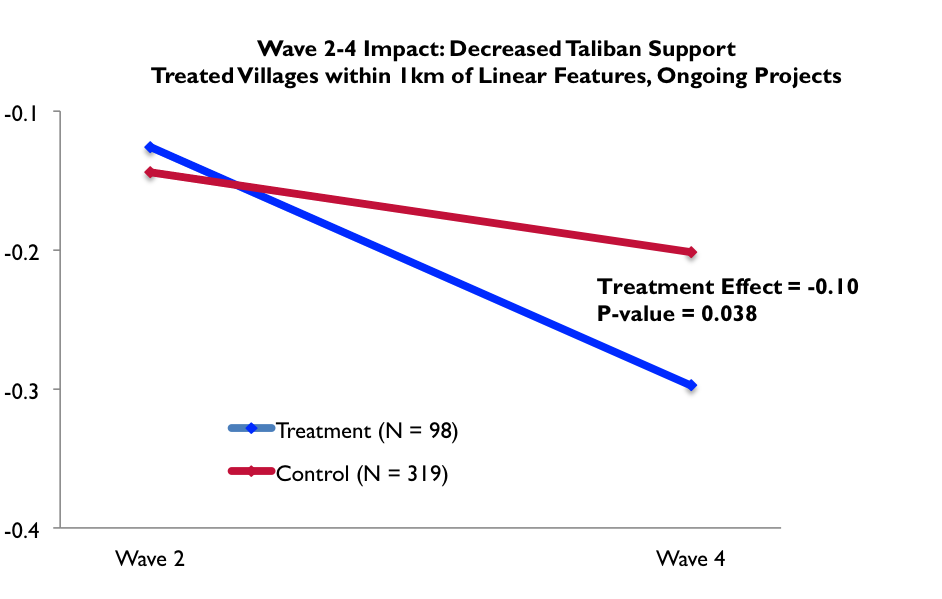 Wave 2-4 Impact: Decreased Taliban Support
Treated Villages within 1km of Linear Features, Ongoing Projects
-0.1
-0.2
-0.3
-0.4
Treatment Effect = -0.10
P-value = 0.038
Treatment (N = 98)
Control (N = 319)
Wave 2
Wave 4